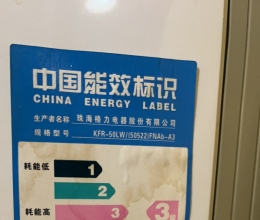 中国能效标识
CHINA ENERGY LABEL
生产者名称 珠海格力电器股份有限公司
规格型号 KFR-50LW/(50522)FNAb-A3
耗能低 1
2
3 3级
耗能高